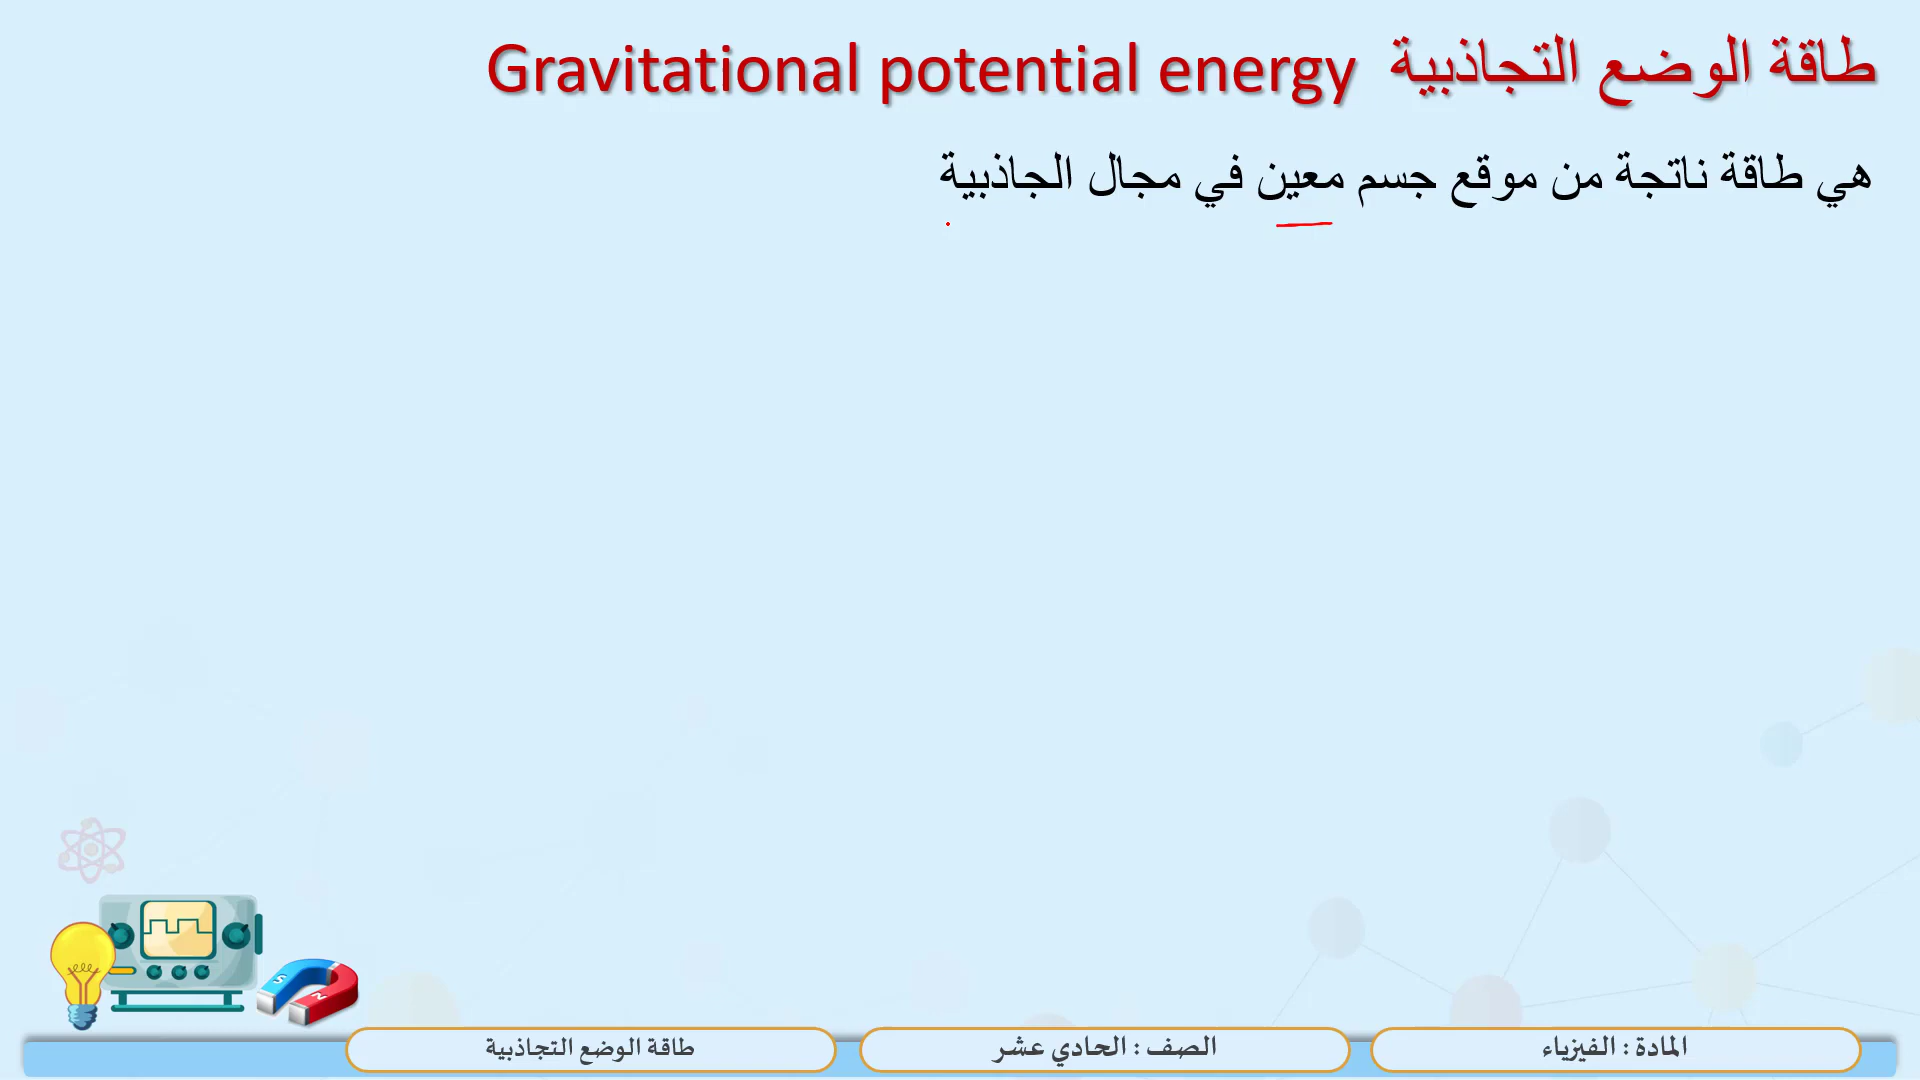 طاقة الوضع التجاذبية Gravitational potential energy
هي طاقة ناتجة من موقع جسم معين في مجال الجاذبية
S
N
المادة : الفيزياء
الصف : الحادي عشر
طاقة الوضع التجاذبية